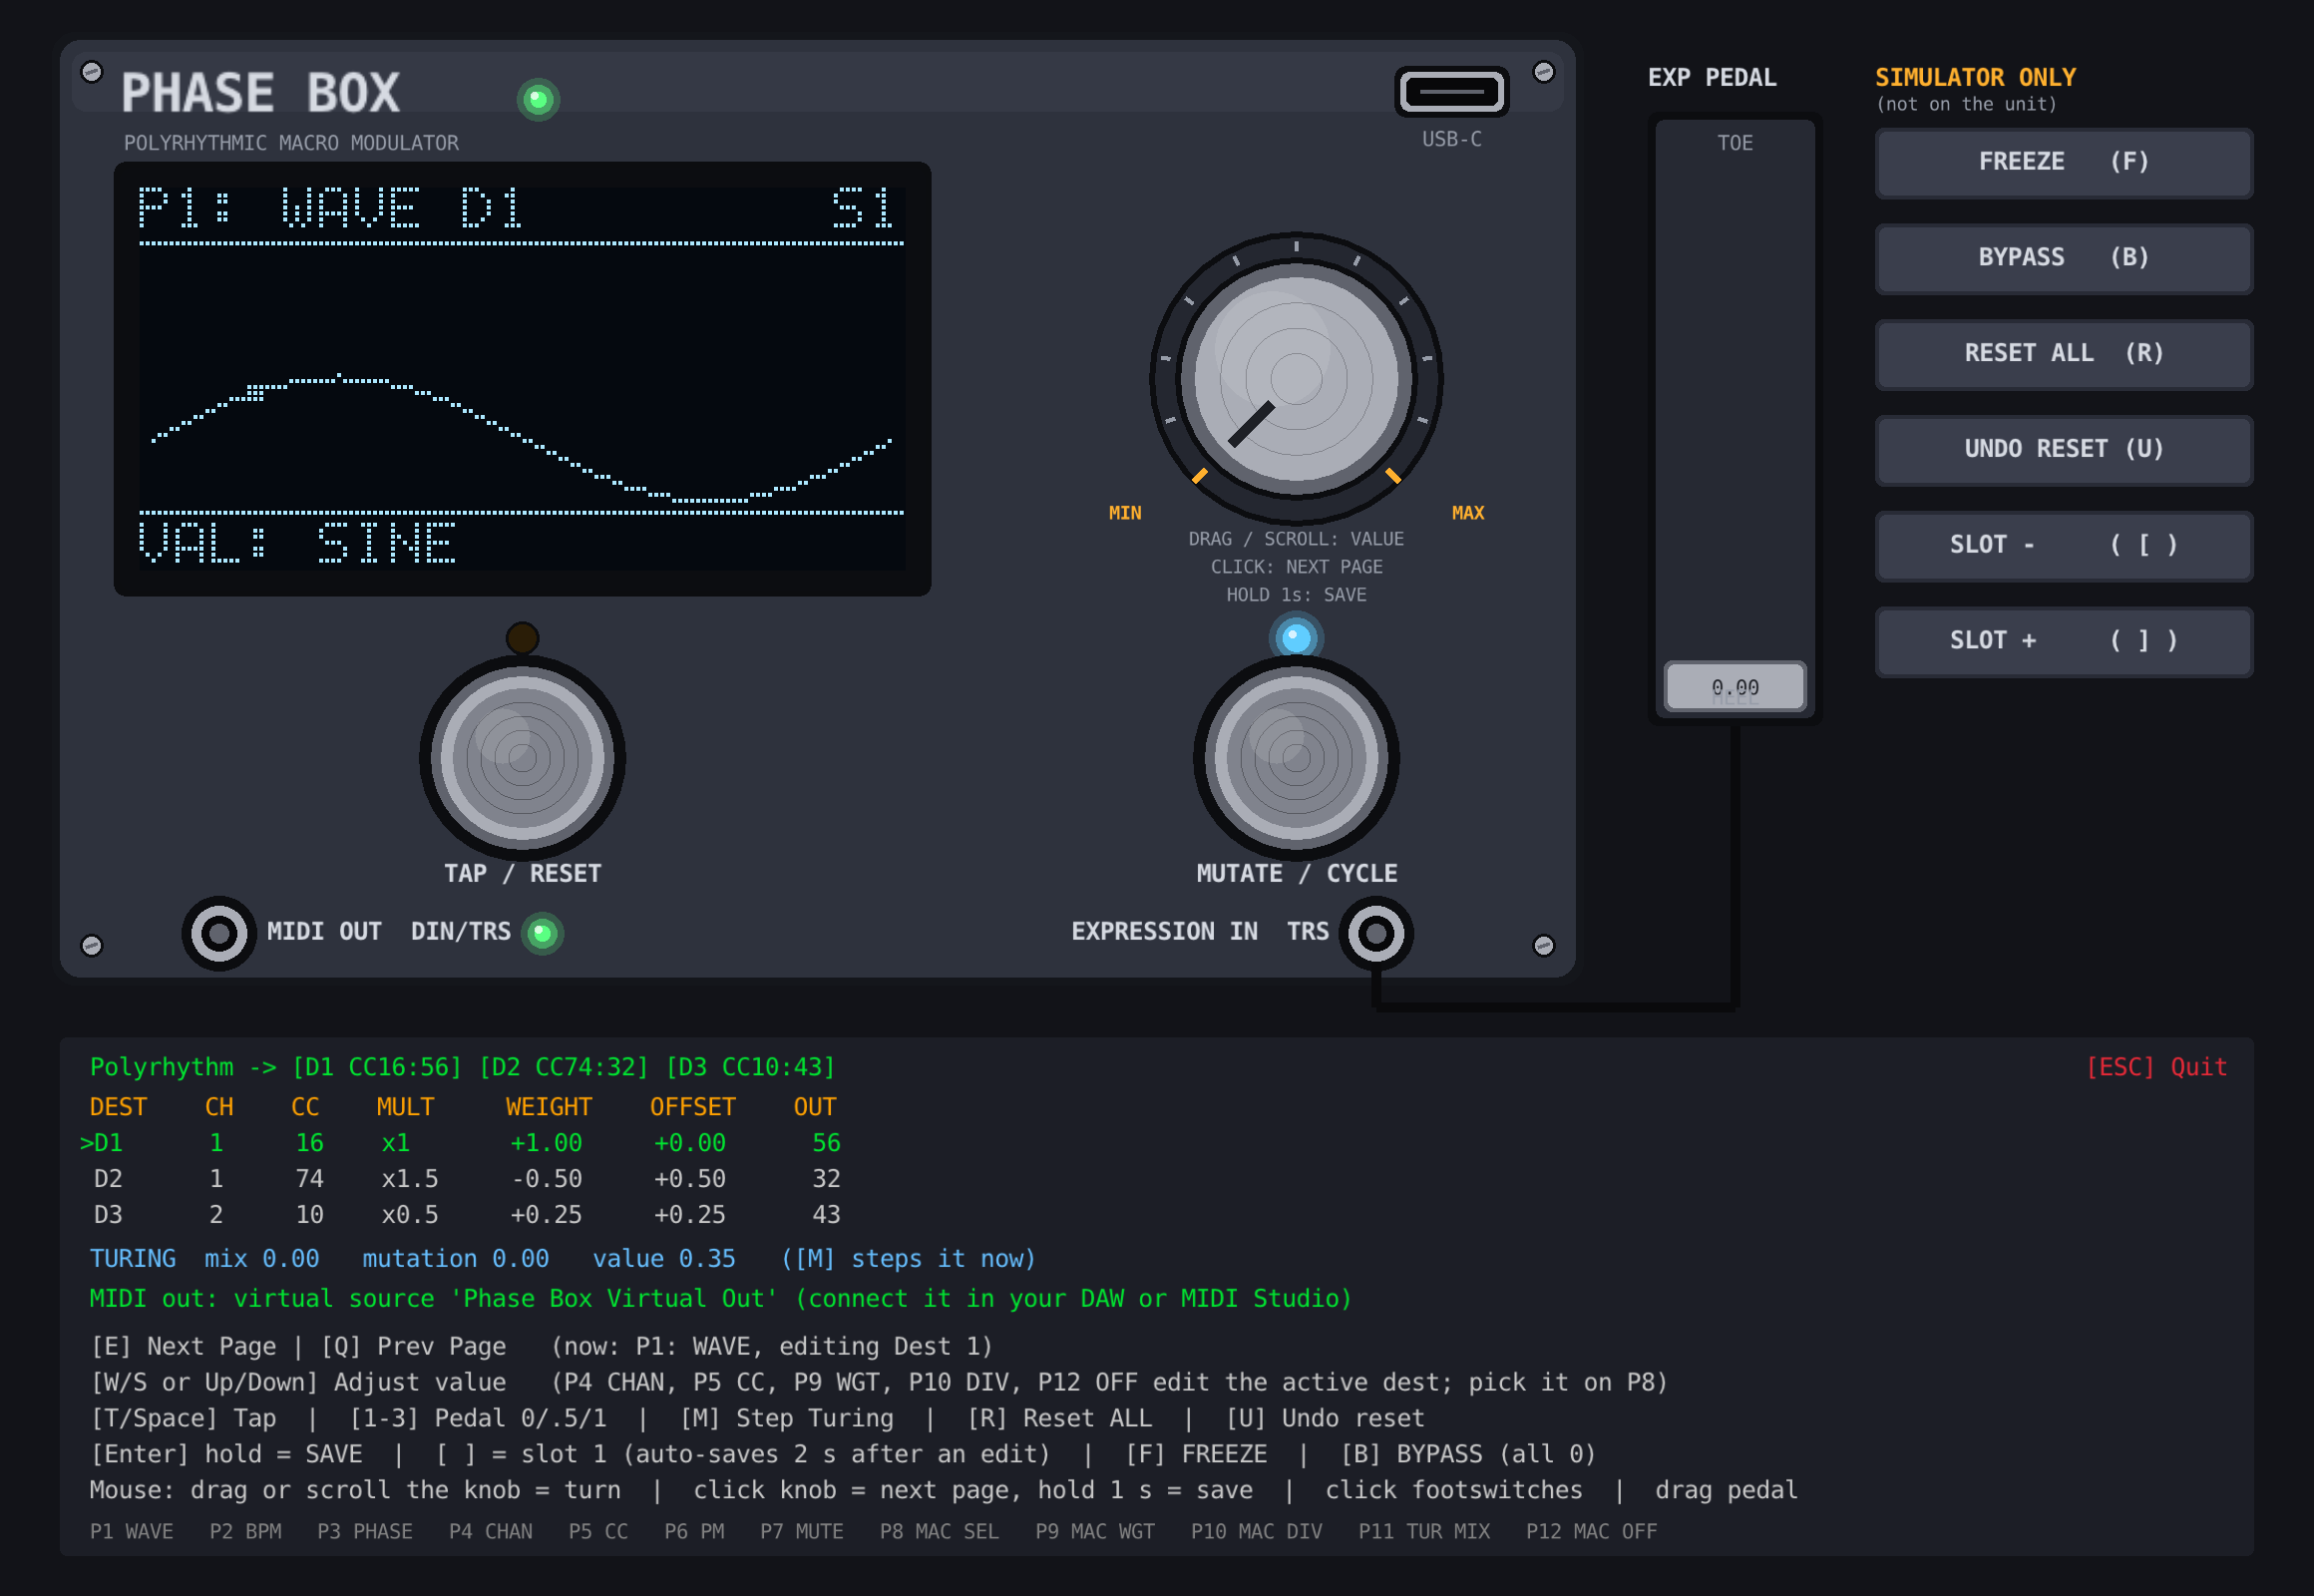 PHASE BOX
POLYRHYTHMIC MACRO MODULATOR
USB-C
P1: WAVE D1 S1
VAL: SINE
MIN MAX
DRAG / SCROLL: VALUE
CLICK: NEXT PAGE
HOLD 1s: SAVE
TAP / RESET
MUTATE / CYCLE
MIDI OUT DIN/TRS
EXPRESSION IN TRS
EXP PEDAL
TOE
0.00
HEEL
SIMULATOR ONLY
(not on the unit)
FREEZE (F)
BYPASS (B)
RESET ALL (R)
UNDO RESET (U)
SLOT - ( [ )
SLOT + ( ] )
Polyrhythm -> [D1 CC16:56] [D2 CC74:32] [D3 CC10:43] [ESC] Quit
DEST CH CC MULT WEIGHT OFFSET OUT
>D1 1 16 x1 +1.00 +0.00 56
D2 1 74 x1.5 -0.50 +0.50 32
D3 2 10 x0.5 +0.25 +0.25 43
TURING mix 0.00 mutation 0.00 value 0.35 ([M] steps it now)
MIDI out: virtual source 'Phase Box Virtual Out' (connect it in your DAW or MIDI Studio)
[E] Next Page | [Q] Prev Page (now: P1: WAVE, editing Dest 1)
[W/S or Up/Down] Adjust value (P4 CHAN, P5 CC, P9 WGT, P10 DIV, P12 OFF edit the active dest; pick it on P8)
[T/Space] Tap | [1-3] Pedal 0/.5/1 | [M] Step Turing | [R] Reset ALL | [U] Undo reset
[Enter] hold = SAVE | [ ] = slot 1 (auto-saves 2 s after an edit) | [F] FREEZE | [B] BYPASS (all 0)
Mouse: drag or scroll the knob = turn | click knob = next page, hold 1 s = save | click footswitches | drag pedal
P1 WAVE P2 BPM P3 PHASE P4 CHAN P5 CC P6 PM P7 MUTE P8 MAC SEL P9 MAC WGT P10 MAC DIV P11 TUR MIX P12 MAC OFF